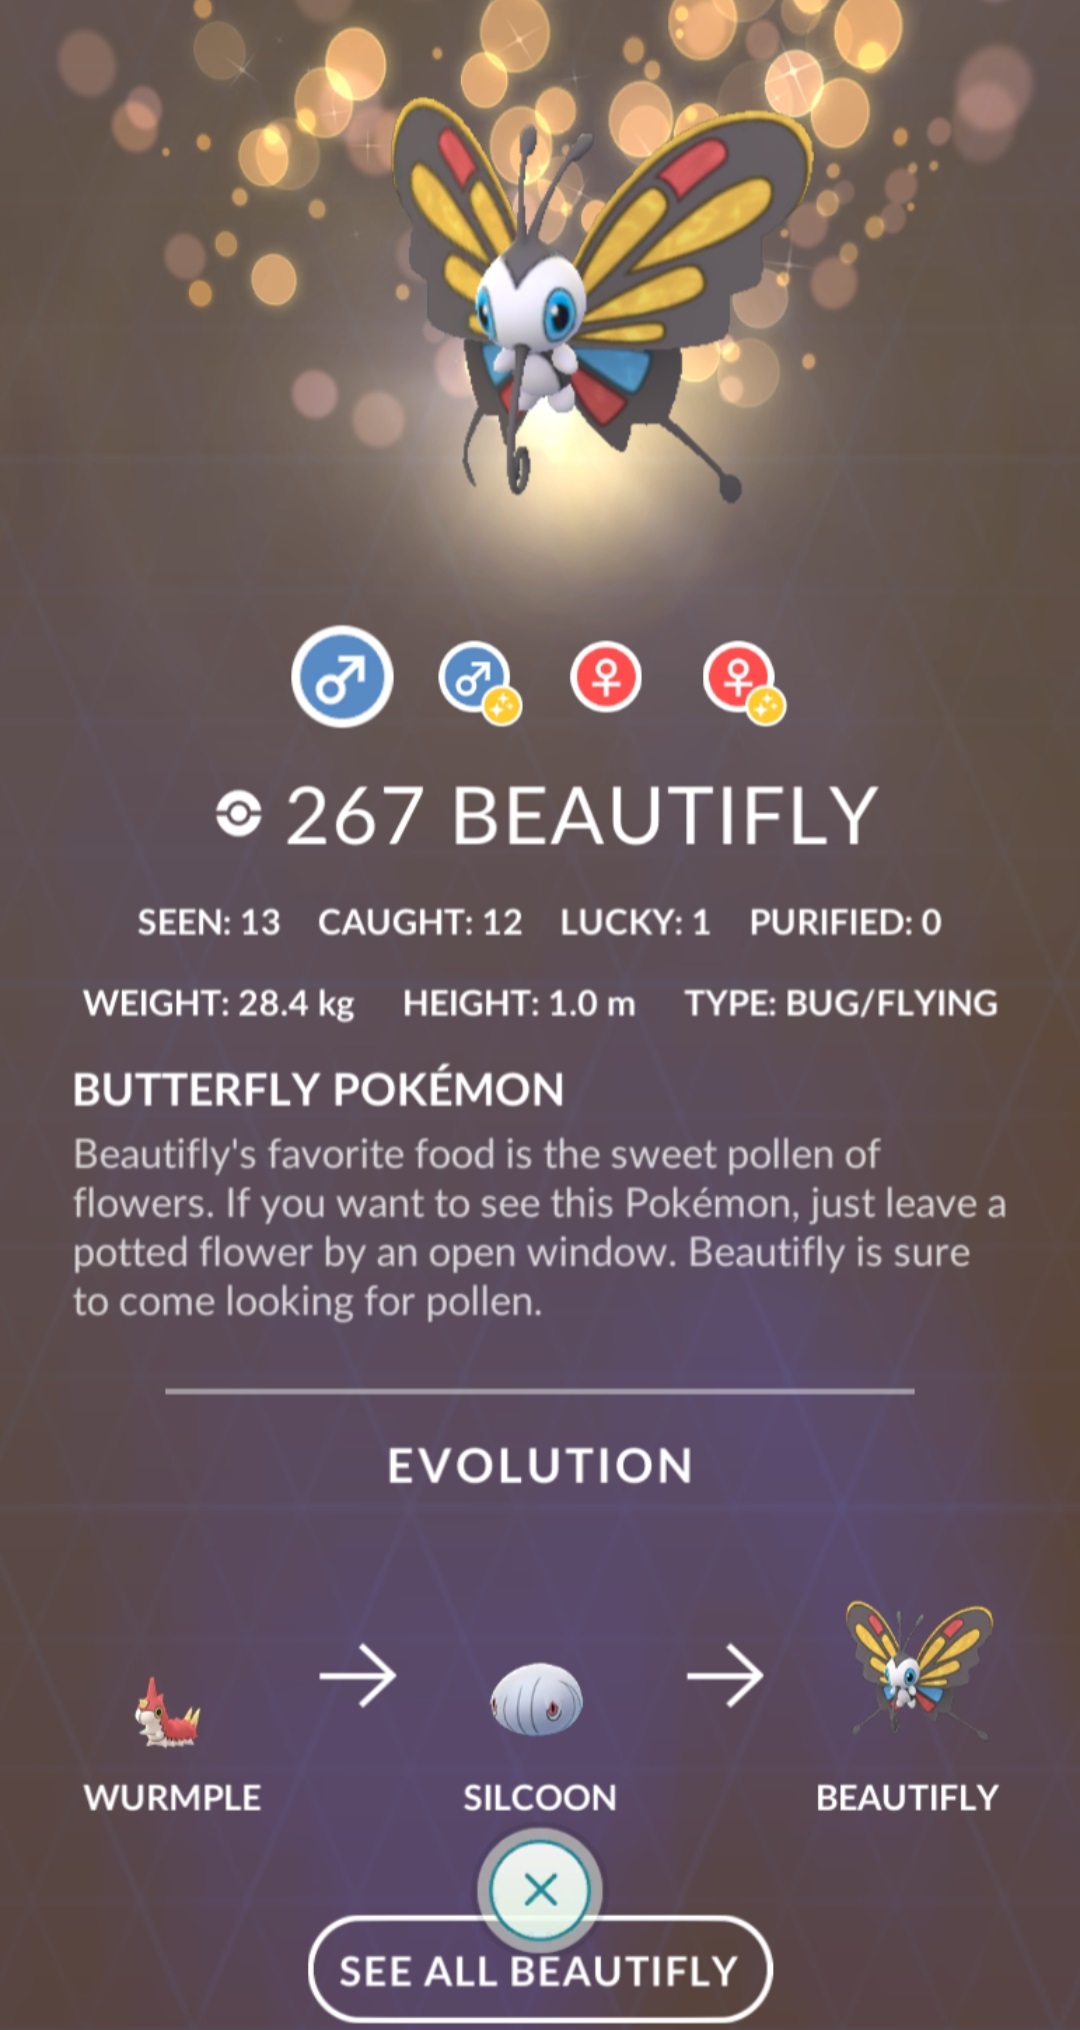 267 BEAUTIFLY
SEEN: 13 CAUGHT: 12 LUCKY: 1 PURIFIED: 0
WEIGHT: 28.4 kg HEIGHT: 1.0 m TYPE: BUG/FLYING
BUTTERFLY POKÉMON
Beautifly's favorite food is the sweet pollen of
flowers. If you want to see this Pokémon, just leave a
potted flower by an open window. Beautifly is sure
to come looking for pollen.
EVOLUTION
WURMPLE SILCOON BEAUTIFLY
SEE ALL BEAUTIFLY